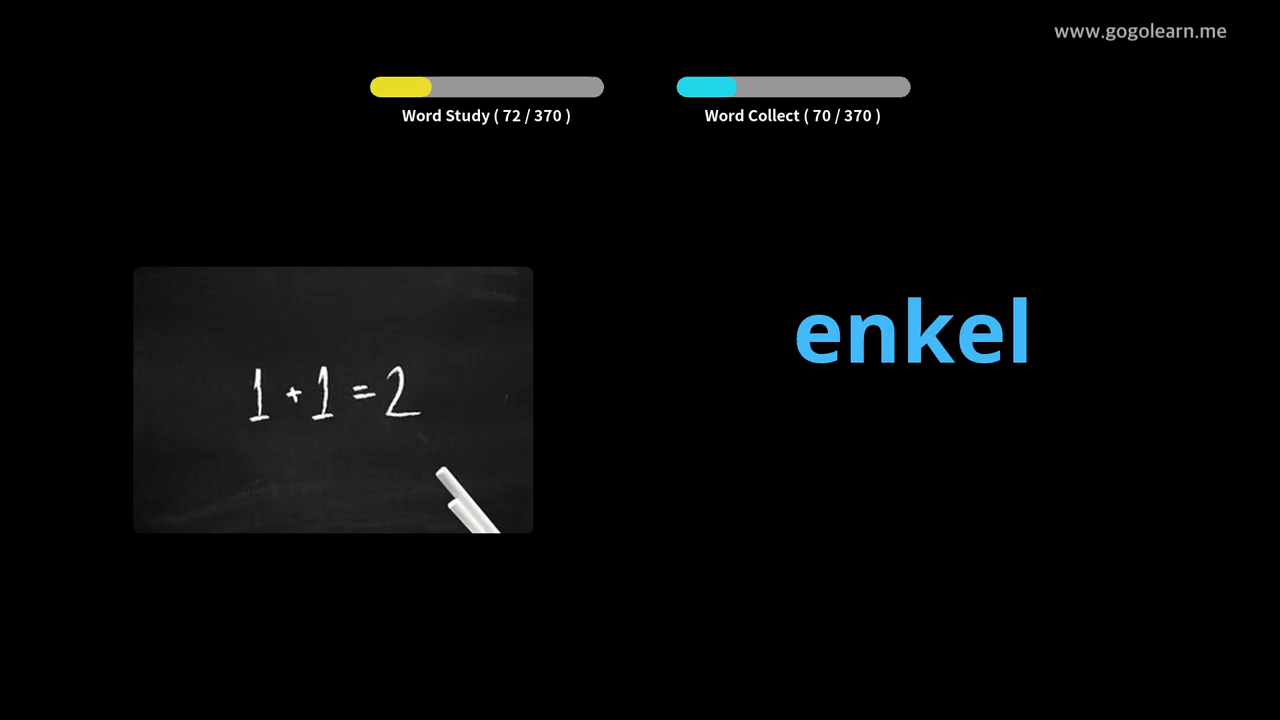 www.gogolearn.me
Word Study ( 72 / 370 )
Word Collect ( 70 / 370 )
enkel
1 + 1 = 2